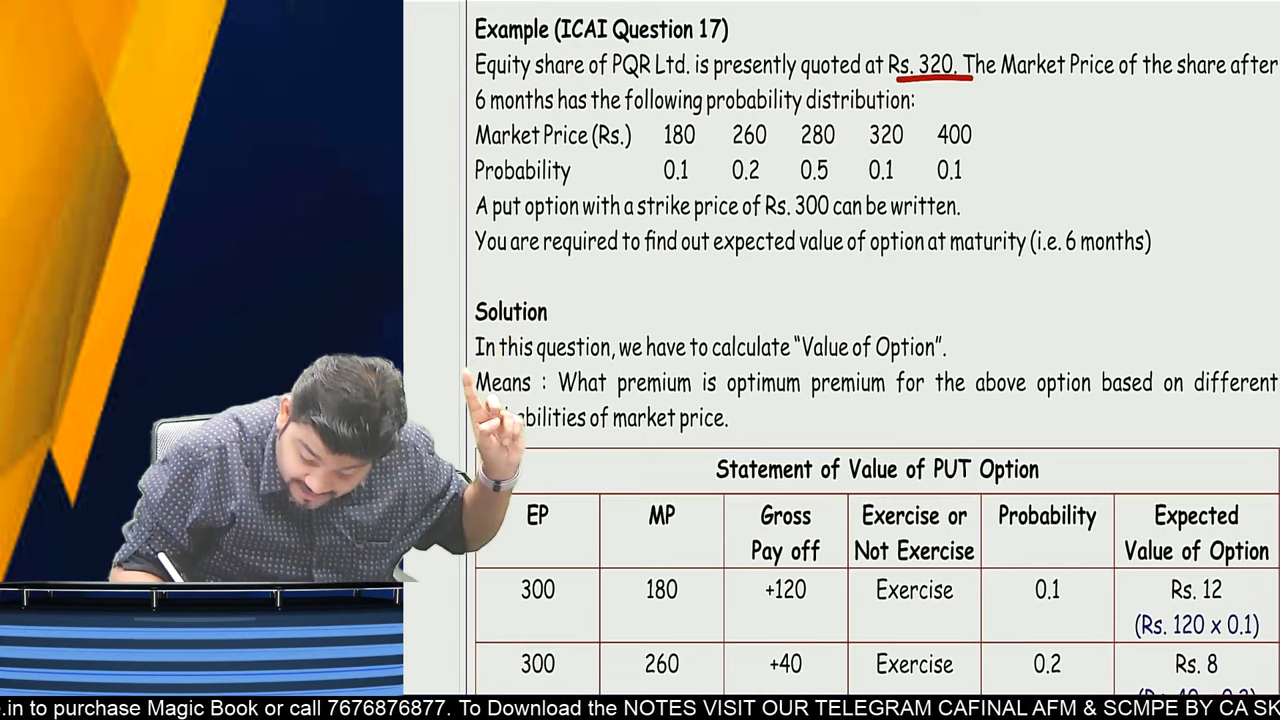 Example (ICAI Question 17)
Equity share of PQR Ltd. is presently quoted at Rs. 320. The Market Price of the share after
6 months has the following probability distribution:
Market Price (Rs.) 180 260 280 320 400
Probability 0.1 0.2 0.5 0.1 0.1
A put option with a strike price of Rs. 300 can be written.
You are required to find out expected value of option at maturity (i.e. 6 months)
Solution
In this question, we have to calculate “Value of Option”.
Means : What premium is optimum premium for the above option based on different
abilities of market price.
Statement of Value of PUT Option
EP MP Gross Pay off Exercise or Not Exercise Probability Expected Value of Option
300 180 +120 Exercise 0.1 Rs. 12 (Rs. 120 x 0.1)
300 260 +40 Exercise 0.2 Rs. 8
e.in to purchase Magic Book or call 7676876877. To Download the NOTES VISIT OUR TELEGRAM CAFINAL AFM & SCMPE BY CA SK